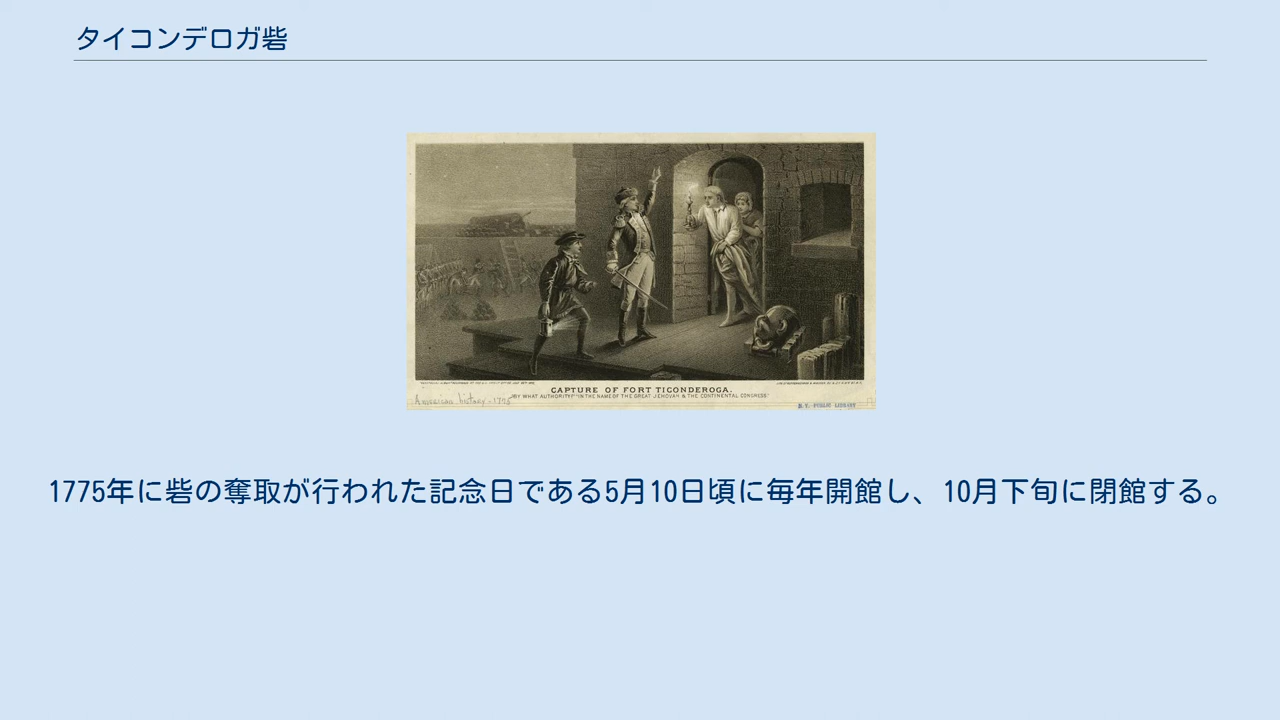 タイコンデロガ砦
CAPTURE OF FORT TICONDEROGA.
"BY WHAT AUTHORITY?" "IN THE NAME OF THE GREAT JEHOVAH & THE CONTINENTAL CONGRESS."
American history - 1775
N.Y. PUBLIC LIBRARY
1775年に砦の奪取が行われた記念日である5月10日頃に毎年開館し、10月下旬に閉館する。